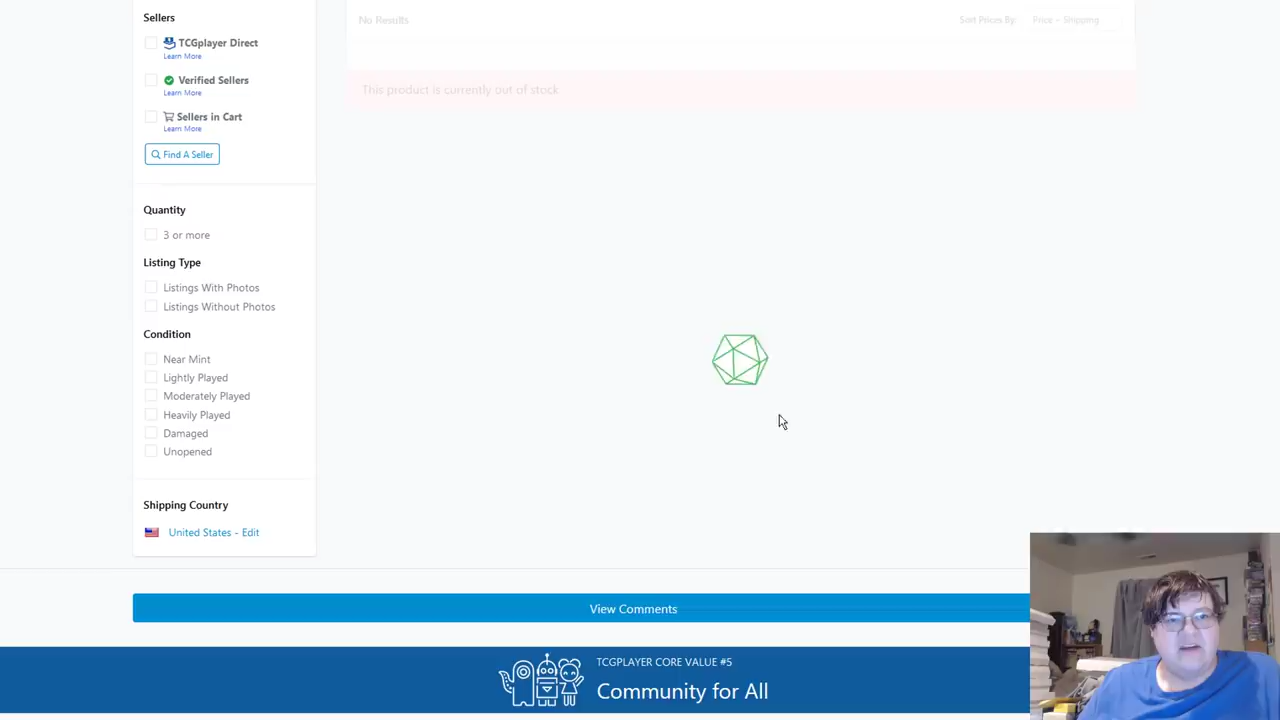 Sellers
TCGplayer Direct
Learn More
Verified Sellers
Learn More
Sellers in Cart
Learn More
Find A Seller
Quantity
3 or more
Listing Type
Listings With Photos
Listings Without Photos
Condition
Near Mint
Lightly Played
Moderately Played
Heavily Played
Damaged
Unopened
Shipping Country
United States - Edit
No Results
Sort Prices By:
Price + Shipping
This product is currently out of stock
View Comments
TCGPLAYER CORE VALUE #5
Community for All